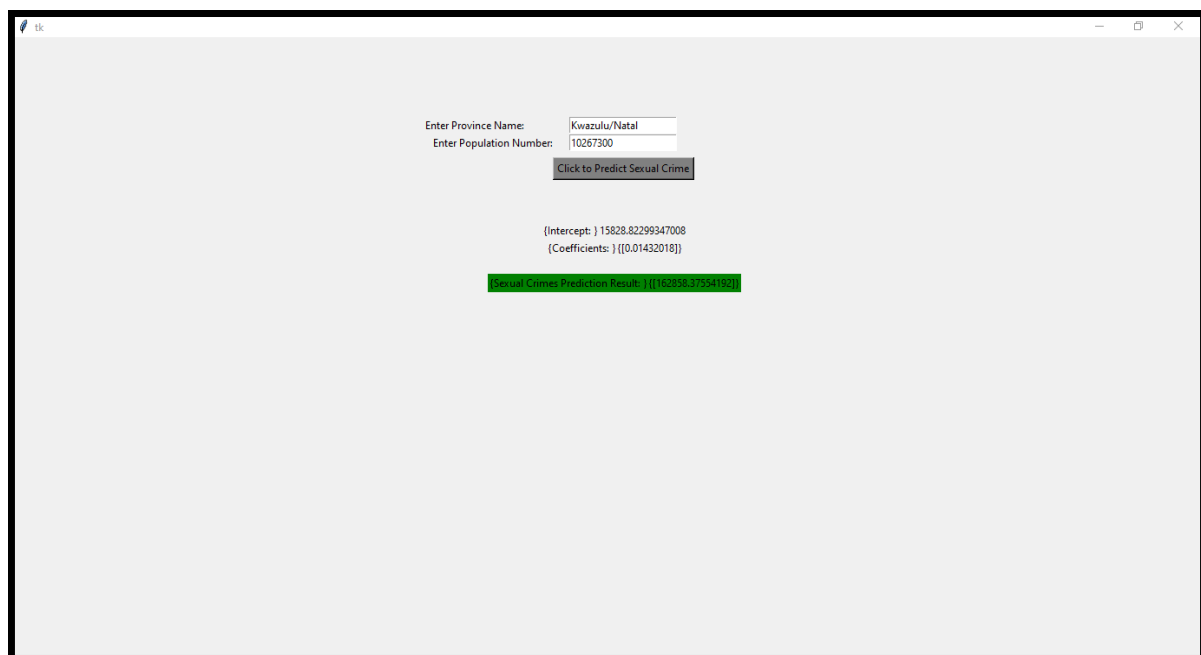 tk
Enter Province Name: Kwazulu/Natal
Enter Population Number: 10267300
Click to Predict Sexual Crime
{Intercept: } 15828.82299347008
{Coefficients: } {[0.01432018]}
{Sexual Crimes Prediction Result: } {[162858.37554192]}